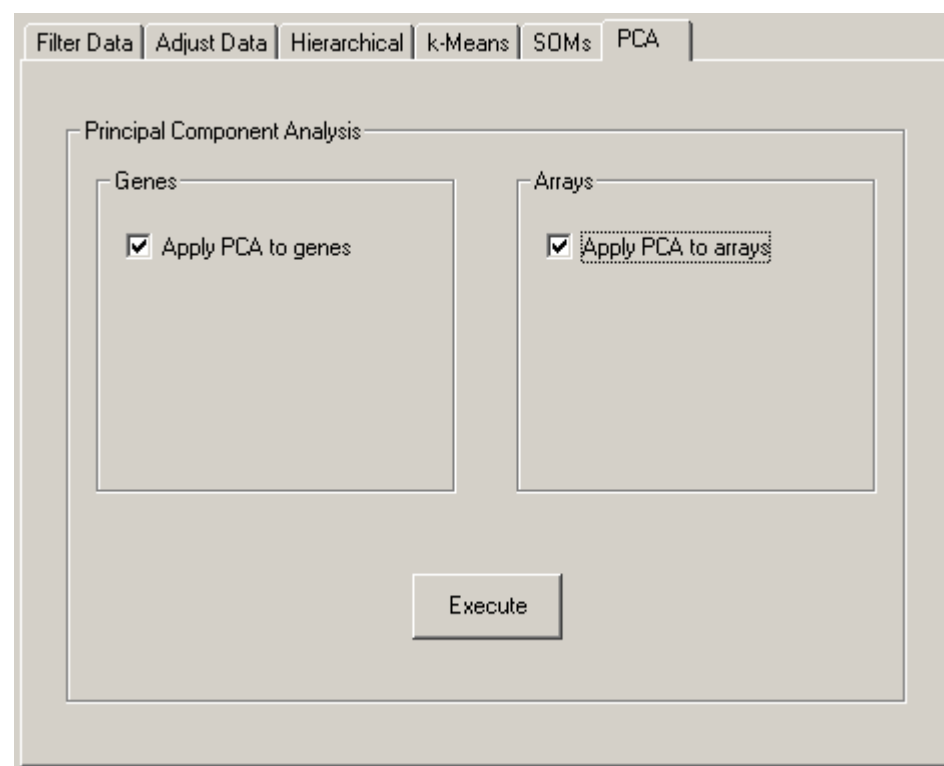 Filter Data Adjust Data Hierarchical k-Means SOMs PCA
Principal Component Analysis
Genes Arrays
Apply PCA to genes Apply PCA to arrays
Execute